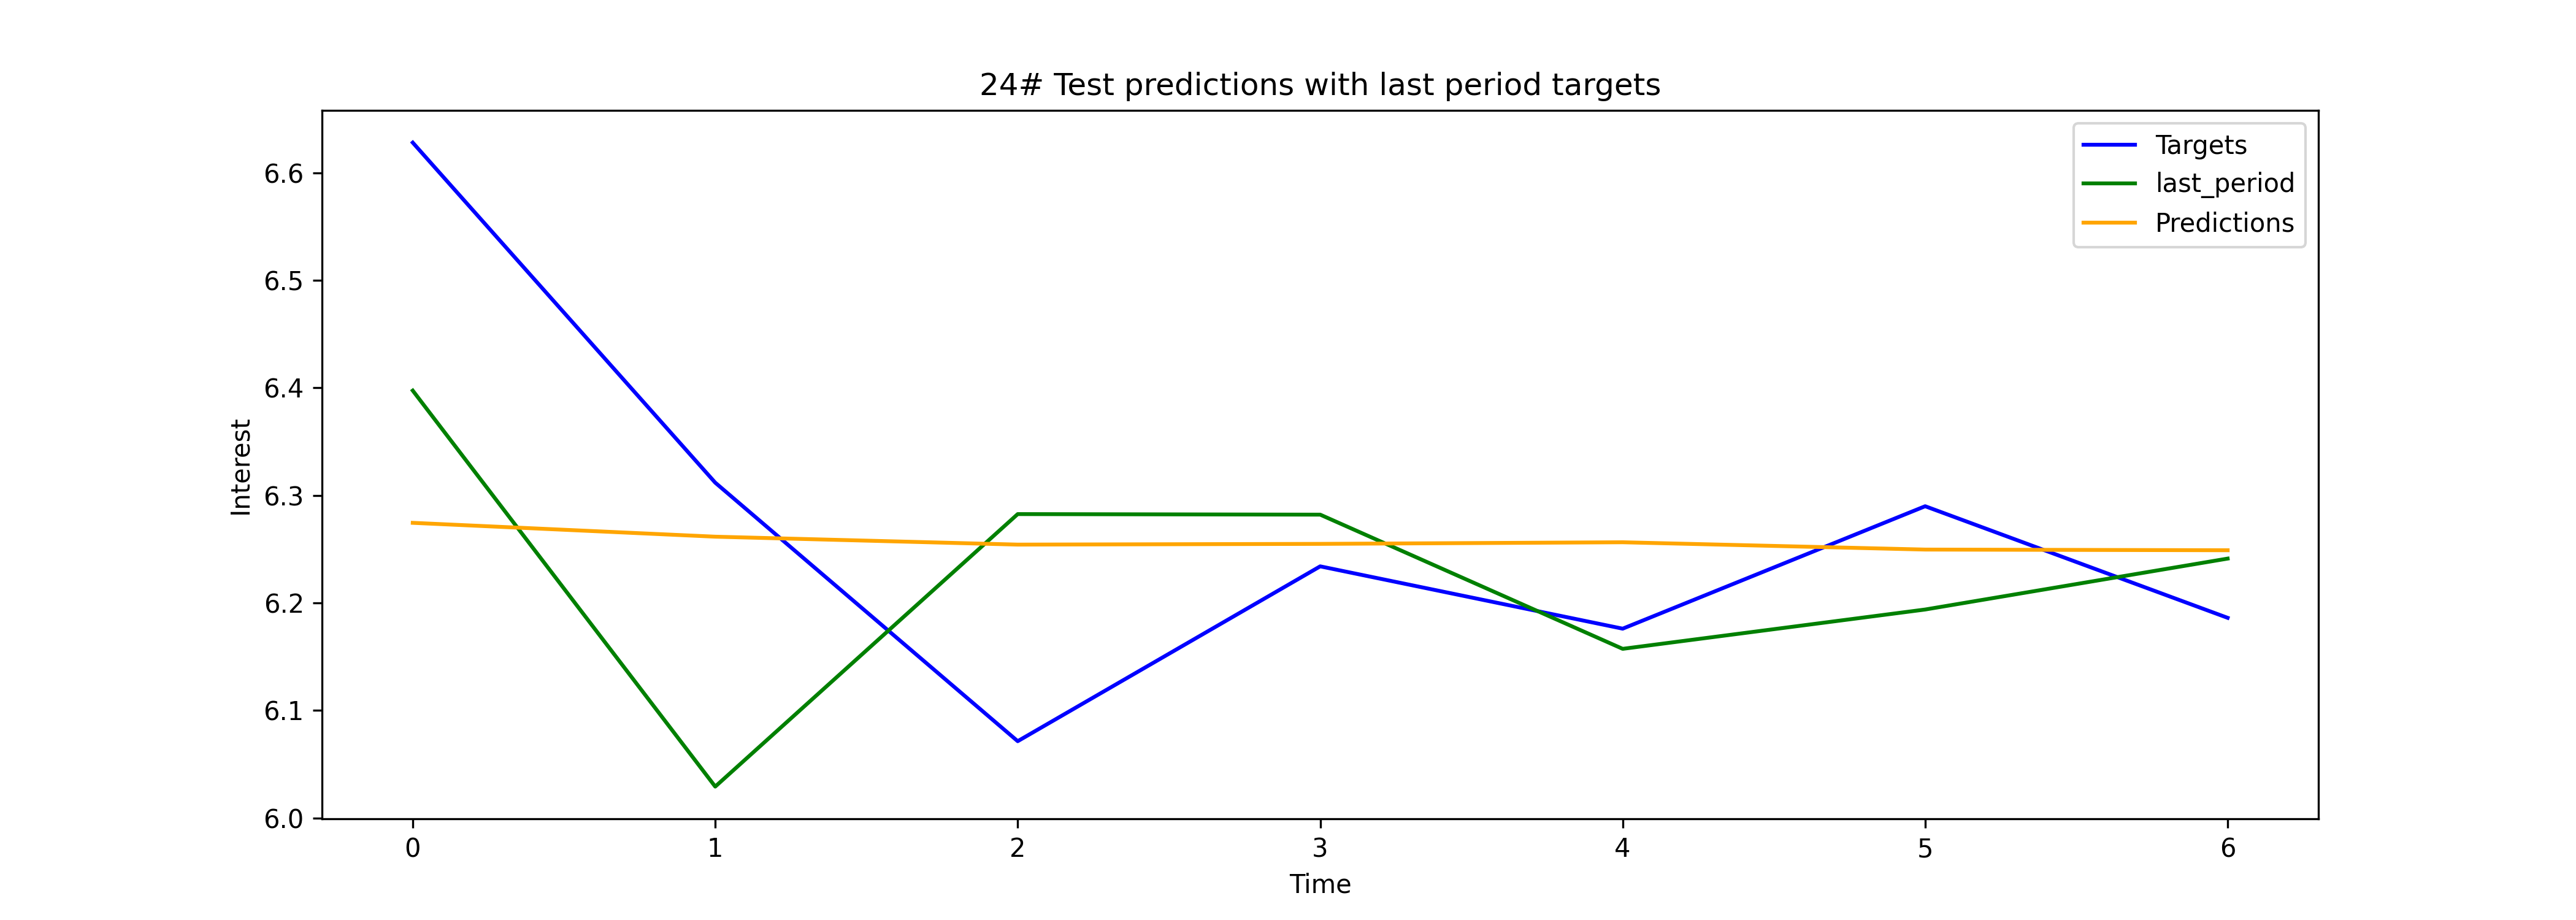 24# Test predictions with last period targets
Targets
last_period
Predictions
Interest
6.6
6.5
6.4
6.3
6.2
6.1
6.0
0 1 2 3 4 5 6
Time